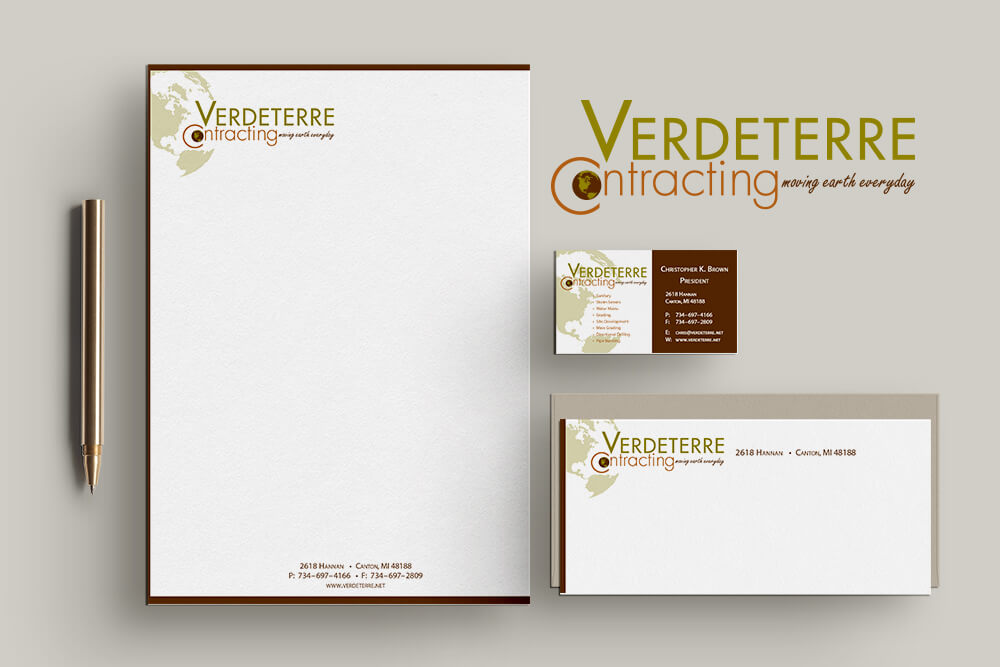 VERDETERRE
Contracting moving earth everyday
2618 HANNAN • CANTON, MI 48188
P: 734-697-4166 • F: 734-697-2809
WWW.VERDETERRE.NET
VERDETERRE
Contracting moving earth everyday
VERDETERRE
Contracting moving earth everyday
• Sanitary
• Storm Sewers
• Water Mains
• Grading
• Site Development
• Mass Grading
• Directional Drilling
• Pipe Bursting
CHRISTOPHER K. BROWN
PRESIDENT
2618 HANNAN
CANTON, MI 48188
P: 734-697-4166
F: 734-697-2809
E: CHRIS@VERDETERRE.NET
W: WWW.VERDETERRE.NET
VERDETERRE
Contracting moving earth everyday
2618 HANNAN • CANTON, MI 48188